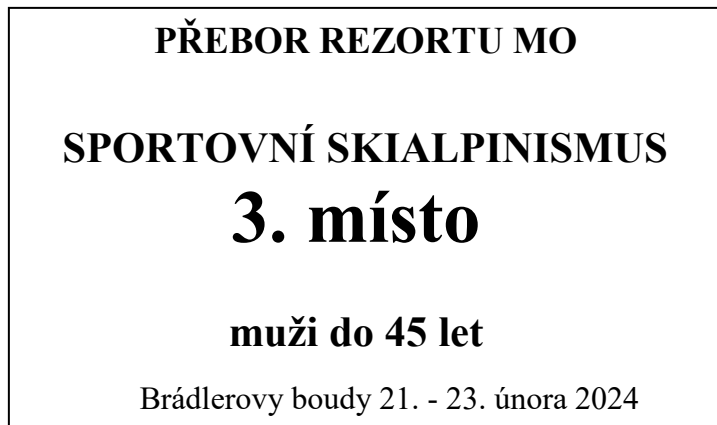 PŘEBOR REZORTU MO
SPORTOVNÍ SKIALPINISMUS
3. místo
muži do 45 let
Brádlerovy boudy 21. - 23. února 2024